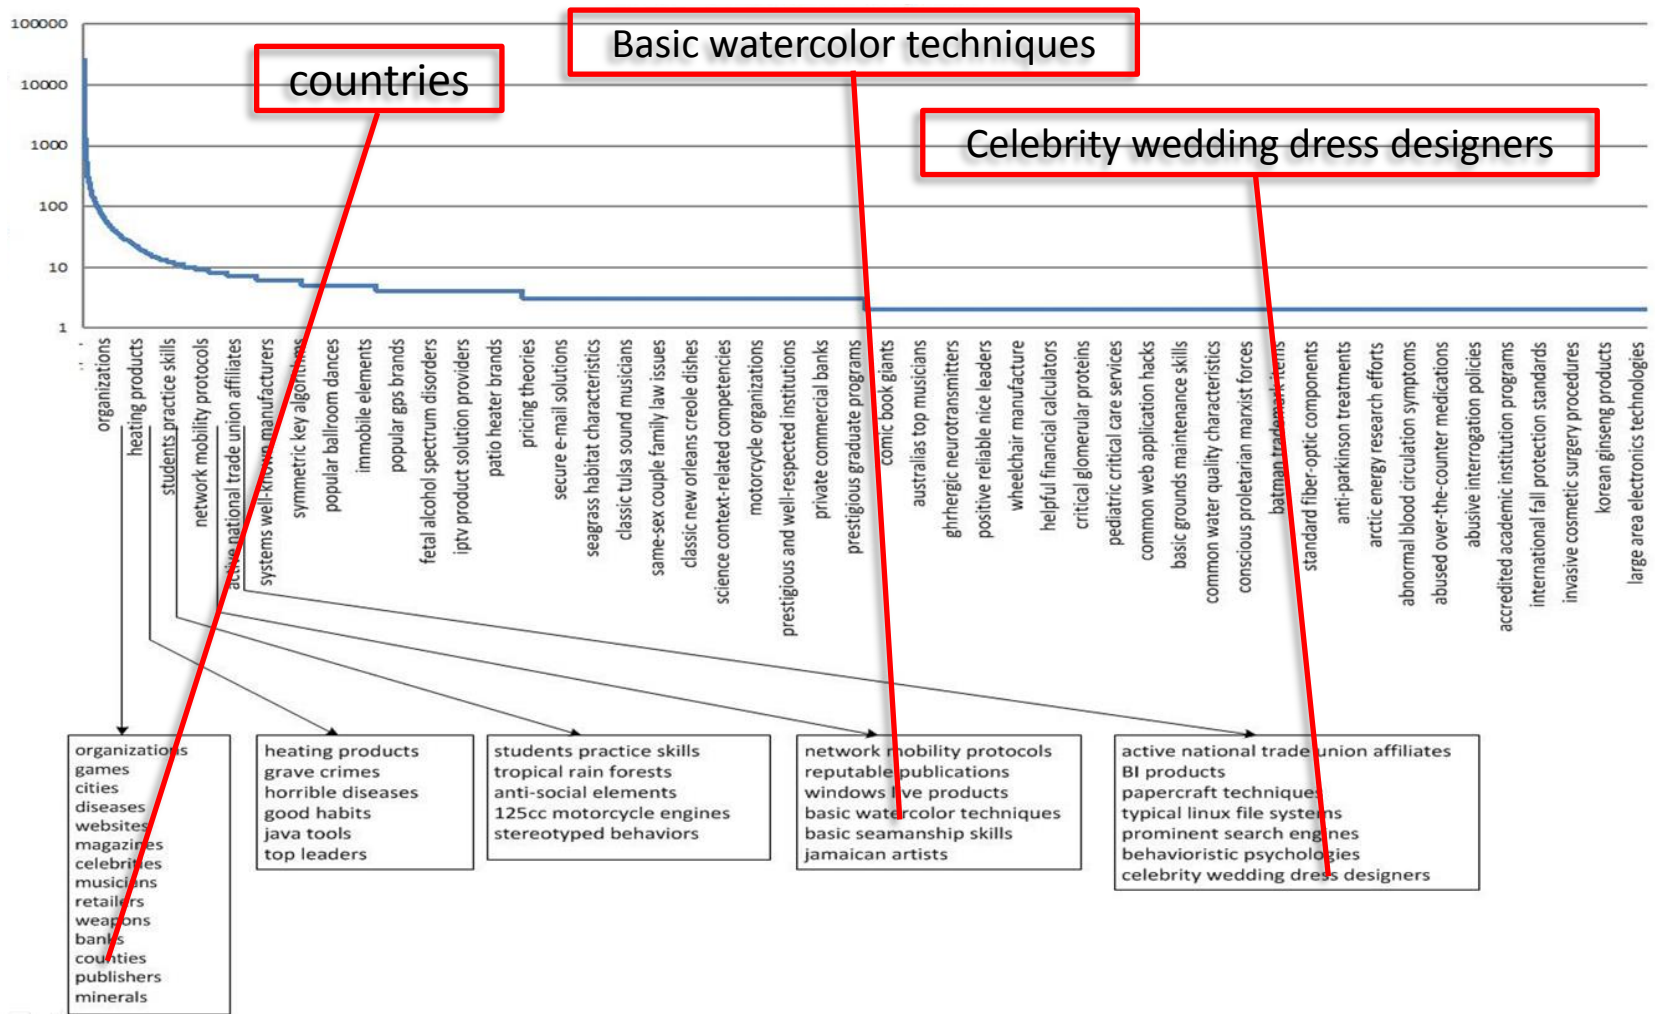 Basic watercolor techniques
countries
Celebrity wedding dress designers
100000
10000
1000
100
10
1
organizations
heating products
students practice skills
network mobility protocols
active national trade union affiliates
systems well-known manufacturers
symmetric key algorithms
popular ballroom dances
immobile elements
popular gps brands
fetal alcohol spectrum disorders
iptv product solution providers
patio heater brands
pricing theories
secure e-mail solutions
seagrass habitat characteristics
classic tulsa sound musicians
same-sex couple family law issues
classic new orleans creole dishes
science context-related competencies
motorcycle organizations
prestigious and well-respected institutions
private commercial banks
prestigious graduate programs
comic book giants
australias top musicians
ghrhergic neurotransmitters
positive reliable nice leaders
wheelchair manufacture
helpful financial calculators
critical glomerular proteins
pediatric critical care services
common web application hacks
basic grounds maintenance skills
common water quality characteristics
conscious proletarian marxist forces
batman trademark items
standard fiber-optic components
anti-parkinson treatments
arctic energy research efforts
abnormal blood circulation symptoms
abused over-the-counter medications
abusive interrogation policies
accredited academic institution programs
international fall protection standards
invasive cosmetic surgery procedures
korean ginseng products
large area electronics technologies
organizations
games
cities
diseases
websites
magazines
celebrities
musicians
retailers
weapons
banks
counties
publishers
minerals
heating products
grave crimes
horrible diseases
good habits
java tools
top leaders
students practice skills
tropical rain forests
anti-social elements
125cc motorcycle engines
stereotyped behaviors
network mobility protocols
reputable publications
windows live products
basic watercolor techniques
basic seamanship skills
jamaican artists
active national trade union affiliates
BI products
papercraft techniques
typical linux file systems
prominent search engines
behavioristic psychologies
celebrity wedding dress designers